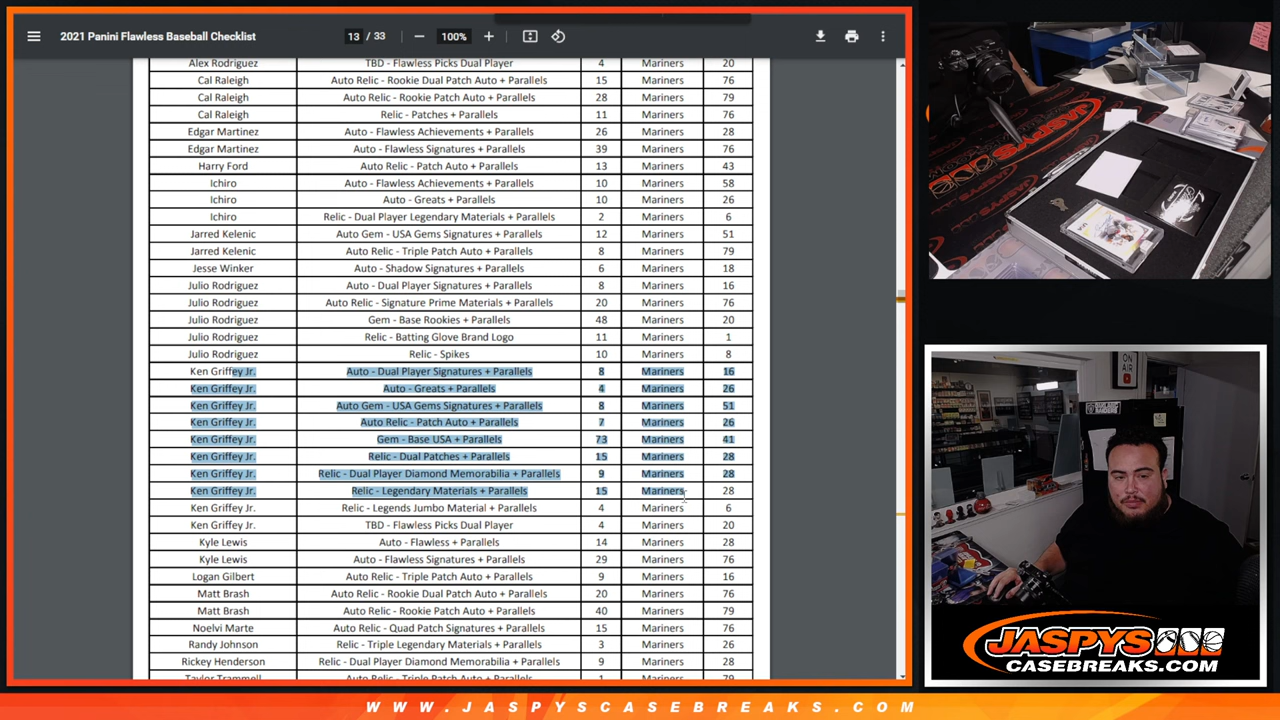 2021 Panini Flawless Baseball Checklist 13 / 33 100%
Alex Rodriguez TBD - Flawless Picks Dual Player 4 Mariners 20
Cal Raleigh Auto Relic - Rookie Dual Patch Auto + Parallels 15 Mariners 76
Cal Raleigh Auto Relic - Rookie Patch Auto + Parallels 28 Mariners 79
Cal Raleigh Relic - Patches + Parallels 11 Mariners 76
Edgar Martinez Auto - Flawless Achievements + Parallels 26 Mariners 28
Edgar Martinez Auto - Flawless Signatures + Parallels 39 Mariners 76
Harry Ford Auto Relic - Patch Auto + Parallels 13 Mariners 43
Ichiro Auto - Flawless Achievements + Parallels 10 Mariners 58
Ichiro Auto - Greats + Parallels 10 Mariners 26
Ichiro Relic - Dual Player Legendary Materials + Parallels 2 Mariners 6
Jarred Kelenic Auto Gem - USA Gems Signatures + Parallels 12 Mariners 51
Jarred Kelenic Auto Relic - Triple Patch Auto + Parallels 8 Mariners 79
Jesse Winker Auto - Shadow Signatures + Parallels 6 Mariners 18
Julio Rodriguez Auto - Dual Player Signatures + Parallels 8 Mariners 16
Julio Rodriguez Auto Relic - Signature Prime Materials + Parallels 20 Mariners 76
Julio Rodriguez Gem - Base Rookies + Parallels 48 Mariners 20
Julio Rodriguez Relic - Batting Glove Brand Logo 11 Mariners 1
Julio Rodriguez Relic - Spikes 10 Mariners 8
Ken Griffey Jr. Auto - Dual Player Signatures + Parallels 8 Mariners 16
Ken Griffey Jr. Auto - Greats + Parallels 4 Mariners 26
Ken Griffey Jr. Auto Gem - USA Gems Signatures + Parallels 8 Mariners 51
Ken Griffey Jr. Auto Relic - Patch Auto + Parallels 7 Mariners 26
Ken Griffey Jr. Gem - Base USA + Parallels 73 Mariners 41
Ken Griffey Jr. Relic - Dual Patches + Parallels 15 Mariners 28
Ken Griffey Jr. Relic - Dual Player Diamond Memorabilia + Parallels 9 Mariners 28
Ken Griffey Jr. Relic - Legendary Materials + Parallels 15 Mariners 28
Ken Griffey Jr. Relic - Legends Jumbo Material + Parallels 4 Mariners 6
Ken Griffey Jr. TBD - Flawless Picks Dual Player 4 Mariners 20
Kyle Lewis Auto - Flawless + Parallels 14 Mariners 28
Kyle Lewis Auto - Flawless Signatures + Parallels 29 Mariners 76
Logan Gilbert Auto Relic - Triple Patch Auto + Parallels 9 Mariners 16
Matt Brash Auto Relic - Rookie Dual Patch Auto + Parallels 20 Mariners 76
Matt Brash Auto Relic - Rookie Patch Auto + Parallels 40 Mariners 79
Noelvi Marte Auto Relic - Quad Patch Signatures + Parallels 15 Mariners 76
Randy Johnson Relic - Triple Legendary Materials + Parallels 3 Mariners 26
Rickey Henderson Relic - Dual Player Diamond Memorabilia + Parallels 9 Mariners 28
Taylor Trammell Auto Relic - Triple Patch Auto + Parallels 1 Mariners 79
JASPYS
ON
AIR
JASPYS
CASEBREAKS.COM
WWW.JASPYSCASEBREAKS.COM